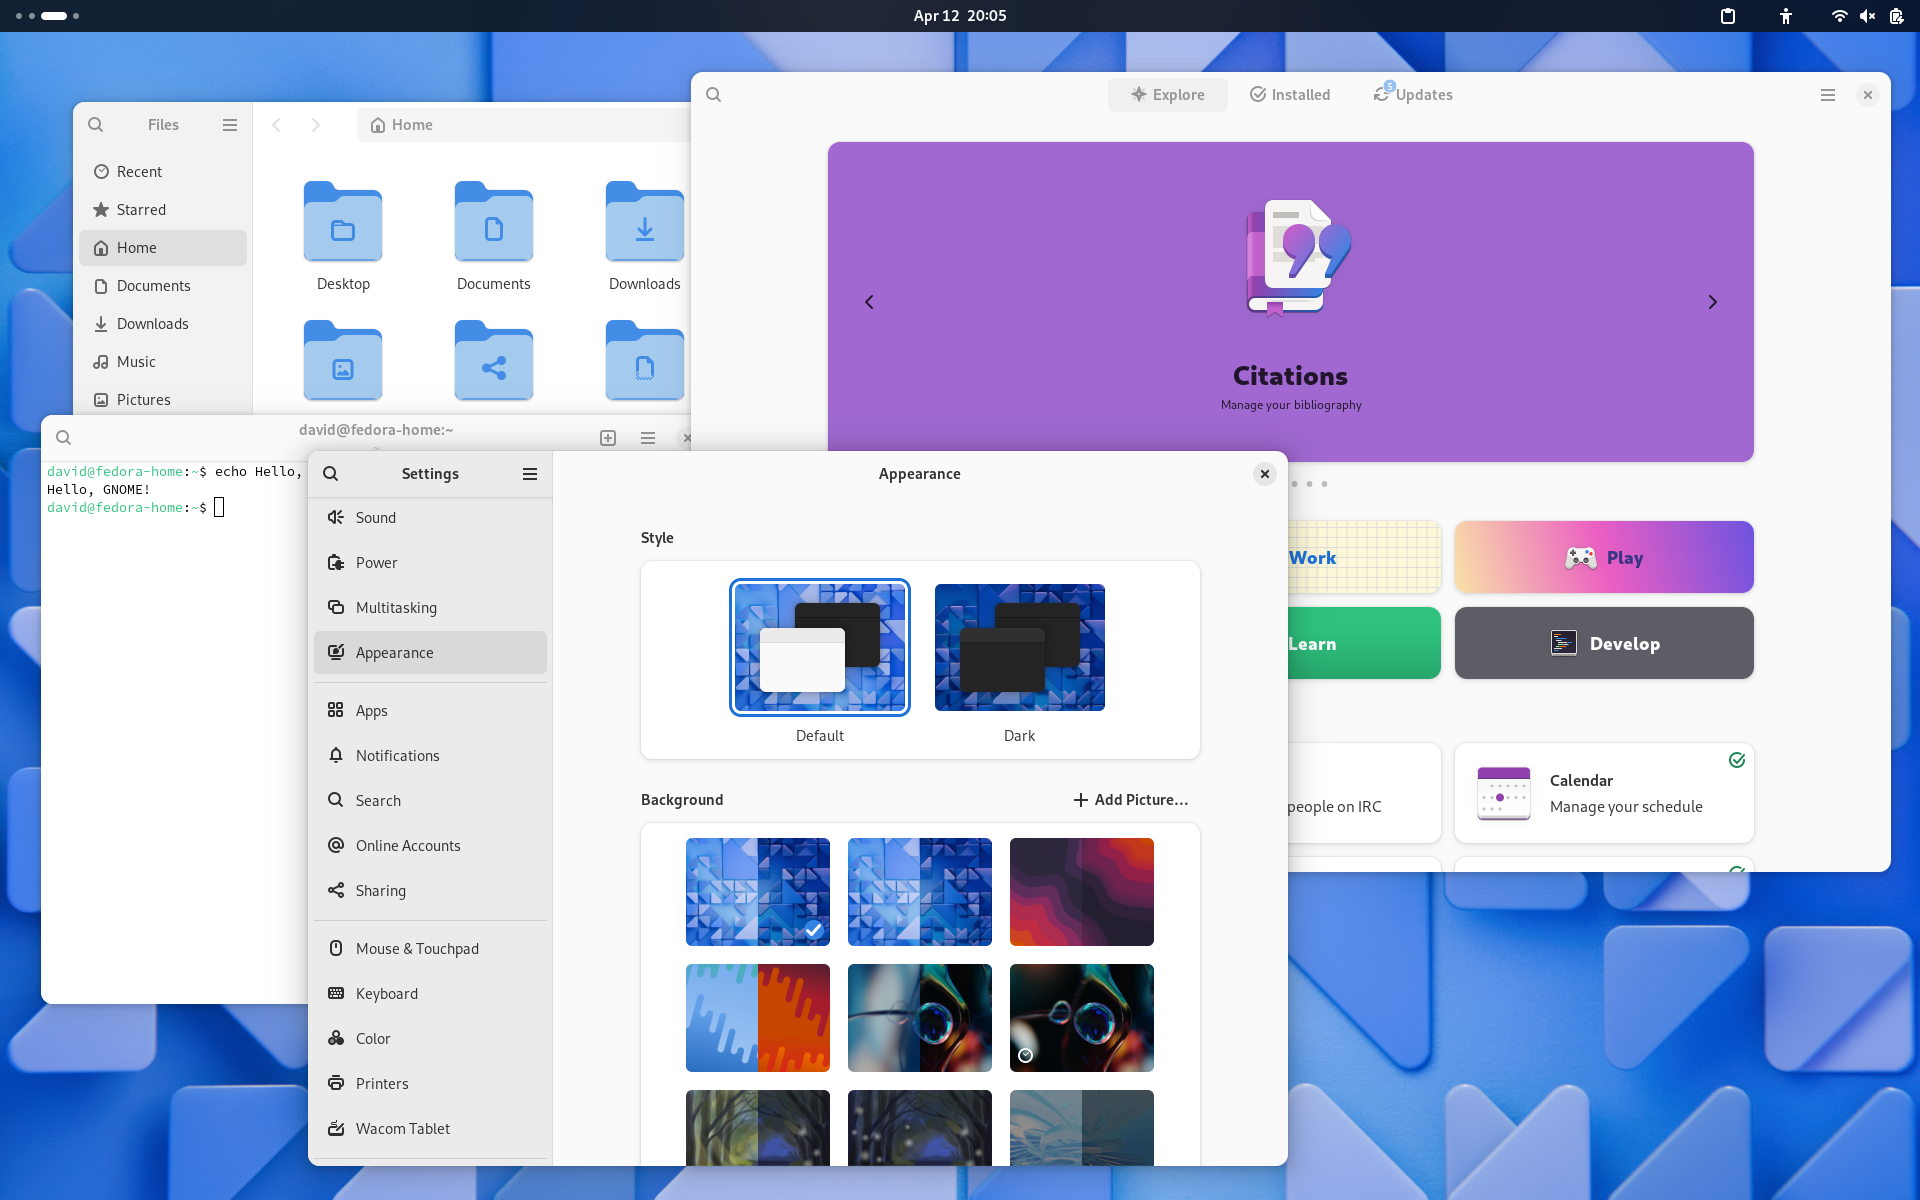 Apr 12 20:05
Files
Home
Recent
Starred
Home
Documents
Downloads
Music
Pictures
Desktop
Documents
Downloads
Explore
Installed
5
Updates
Citations
Manage your bibliography
Work
Play
Learn
Develop
people on IRC
Calendar
Manage your schedule
david@fedora-home:~
~
david@fedora-home:~$ echo Hello,
Hello, GNOME!
david@fedora-home:~$
Settings
Sound
Power
Multitasking
Appearance
Apps
Notifications
Search
Online Accounts
Sharing
Mouse & Touchpad
Keyboard
Color
Printers
Wacom Tablet
Appearance
Style
Default
Dark
Background
Add Picture…